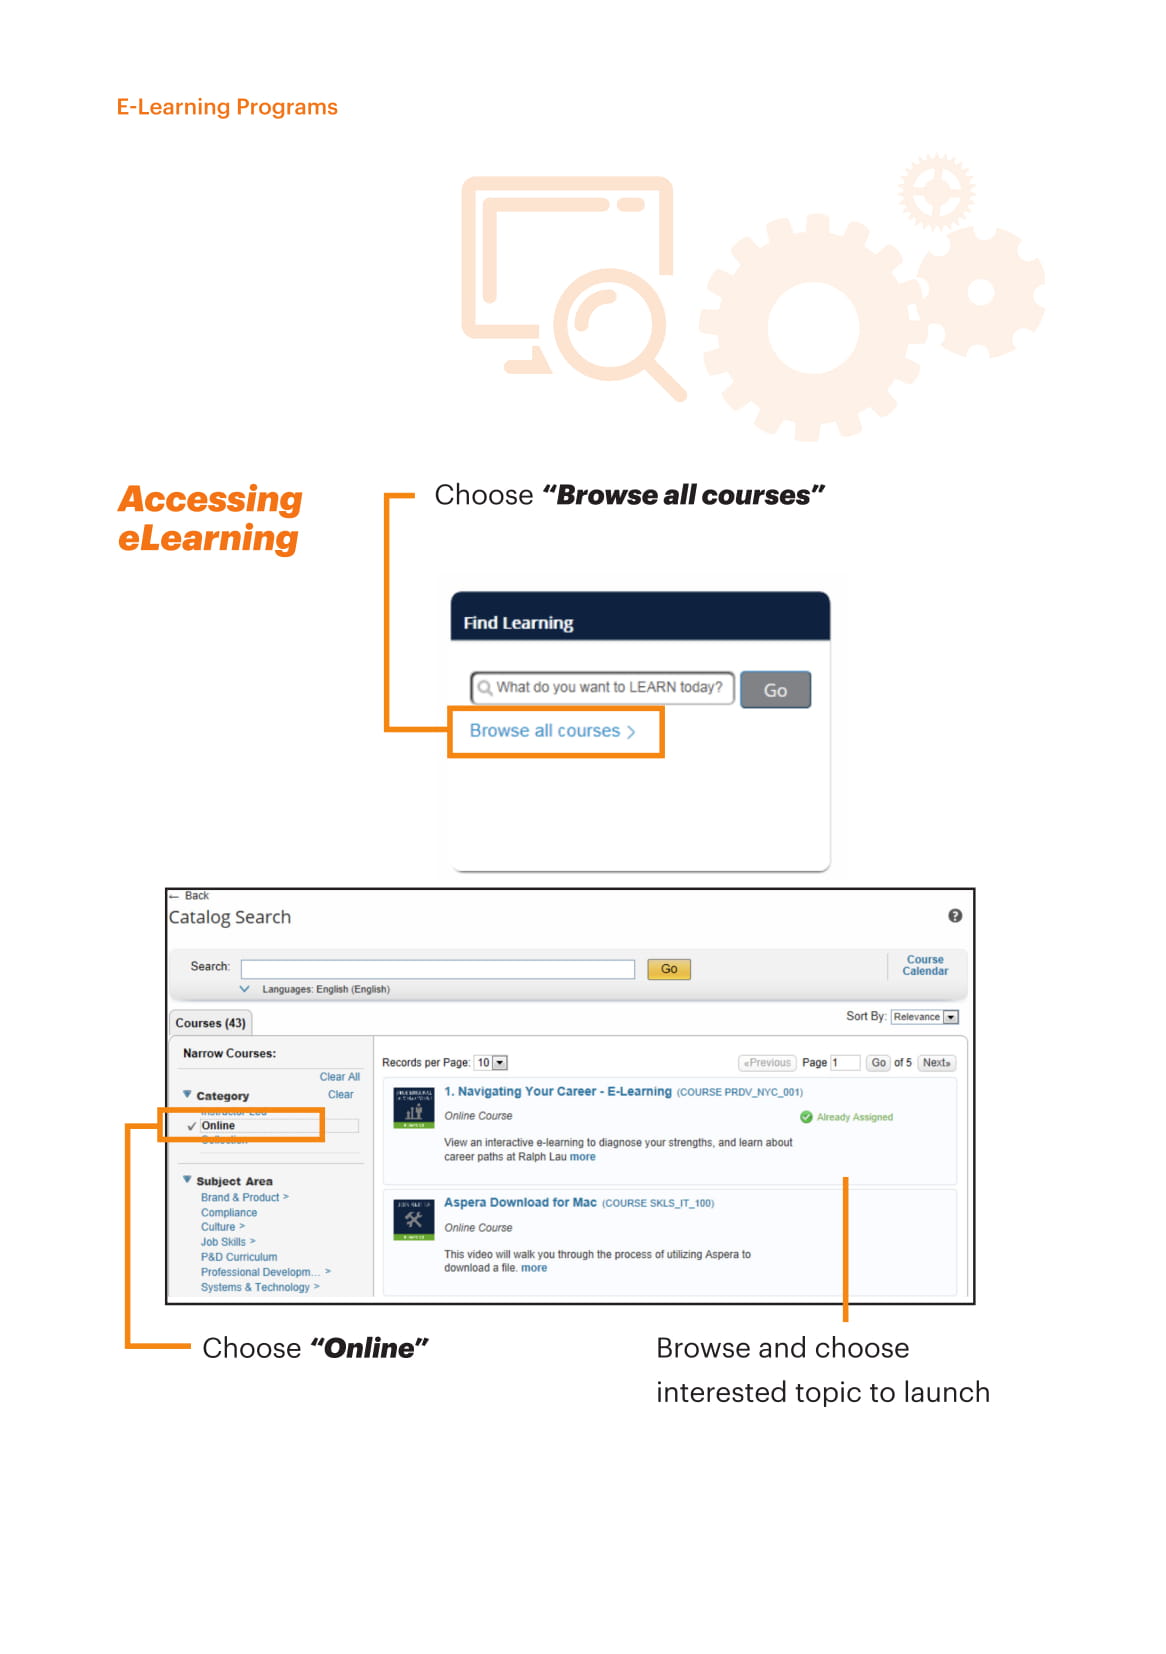 E-Learning Programs
Accessing
eLearning
Choose “Browse all courses”
Find Learning
What do you want to LEARN today?
Go
Browse all courses >
← Back
Catalog Search
?
Search:
Go
Course
Calendar
Languages: English (English)
Courses (43)
Sort By: Relevance
Narrow Courses:
Clear All
Category
Clear
Online
Subject Area
Brand & Product >
Compliance
Culture >
Job Skills >
P&D Curriculum
Professional Developm... >
Systems & Technology >
Records per Page: 10
«Previous Page 1 Go of 5 Next»
1. Navigating Your Career - E-Learning (COURSE PRDV_NYC_001)
Online Course
Already Assigned
View an interactive e-learning to diagnose your strengths, and learn about
career paths at Ralph Lau more
Aspera Download for Mac (COURSE SKLS_IT_100)
Online Course
This video will walk you through the process of utilizing Aspera to
download a file. more
Choose “Online”
Browse and choose
interested topic to launch